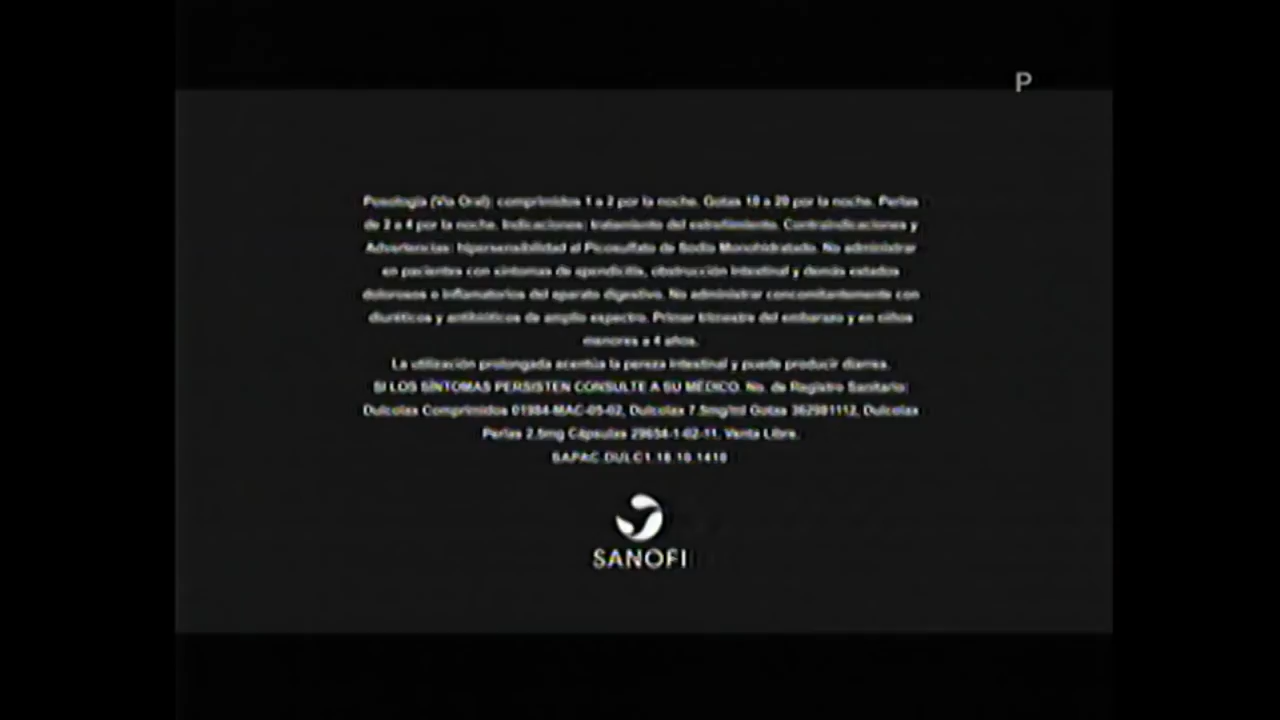 P
Posología (Vía Oral): comprimidos 1 a 2 por la noche. Gotas 10 a 20 por la noche. Perlas
de 2 a 4 por la noche. Indicaciones: tratamiento del estreñimiento. Contraindicaciones y
Advertencias: hipersensibilidad al Picosulfato de Sodio Monohidratado. No administrar
en pacientes con síntomas de apendicitis, obstrucción intestinal y demás estados
dolorosos o inflamatorios del aparato digestivo. No administrar concomitantemente con
diuréticos y antibióticos de amplio espectro. Primer trimestre del embarazo y en niños
menores a 4 años.
La utilización prolongada acentúa la pereza intestinal y puede producir diarrea.
SI LOS SÍNTOMAS PERSISTEN CONSULTE A SU MÉDICO. No. de Registro Sanitario:
Dulcolax Comprimidos Dulcolax 7.5mg/ml Gotas Dulcolax
Perlas 2.5mg Cápsulas Venta Libre.
SANOFI